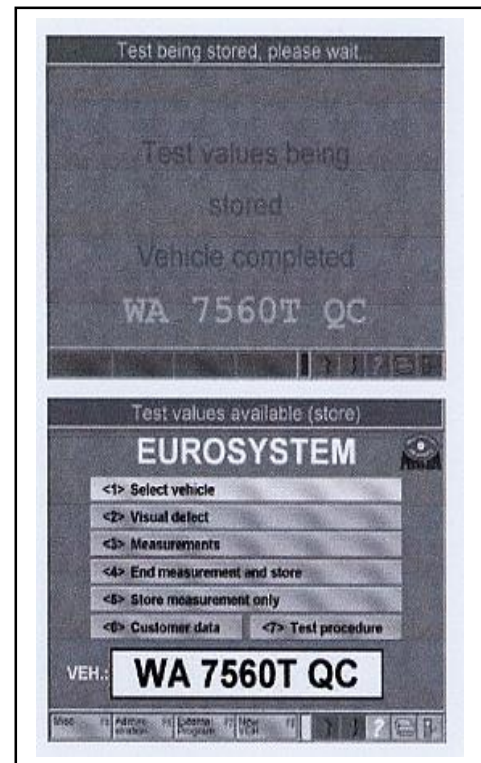 Test being stored, please wait...
Test values being
stored
Vehicle completed
WA 7560T QC
Test values available (store)
EUROSYSTEM
<1> Select vehicle
<2> Visual defect
<3> Measurements
<4> End measurement and store
<5> Store measurement only
<6> Customer data <7> Test procedure
VEH.: WA 7560T QC
Misc